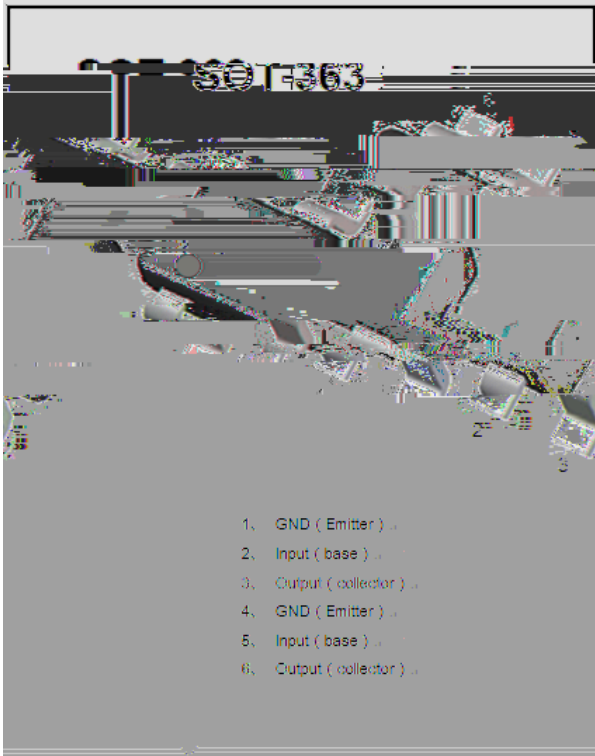 SOT-363
6
2
3
1、 GND ( Emitter )
2、 Input ( base )
3、 Output ( collector )
4、 GND ( Emitter )
5、 Input ( base )
6、 Output ( collector )